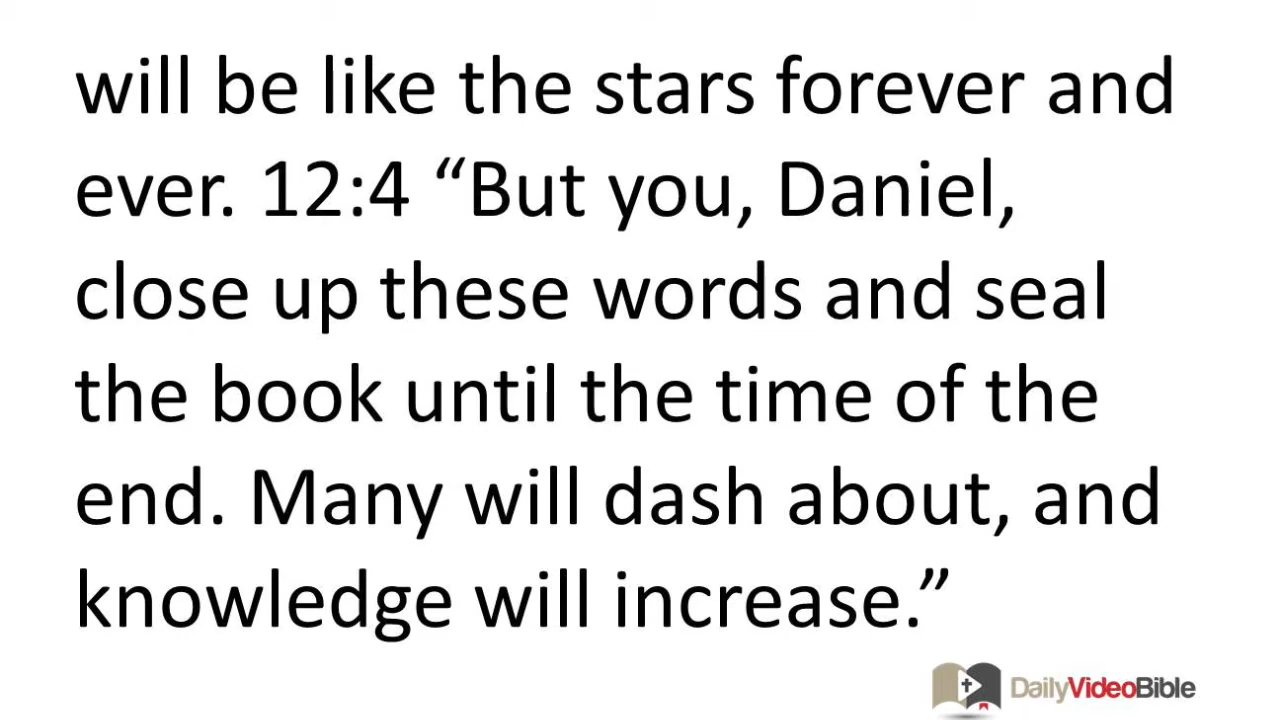 will be like the stars forever and
ever. 12:4 “But you, Daniel,
close up these words and seal
the book until the time of the
end. Many will dash about, and
knowledge will increase.”
DailyVideoBible